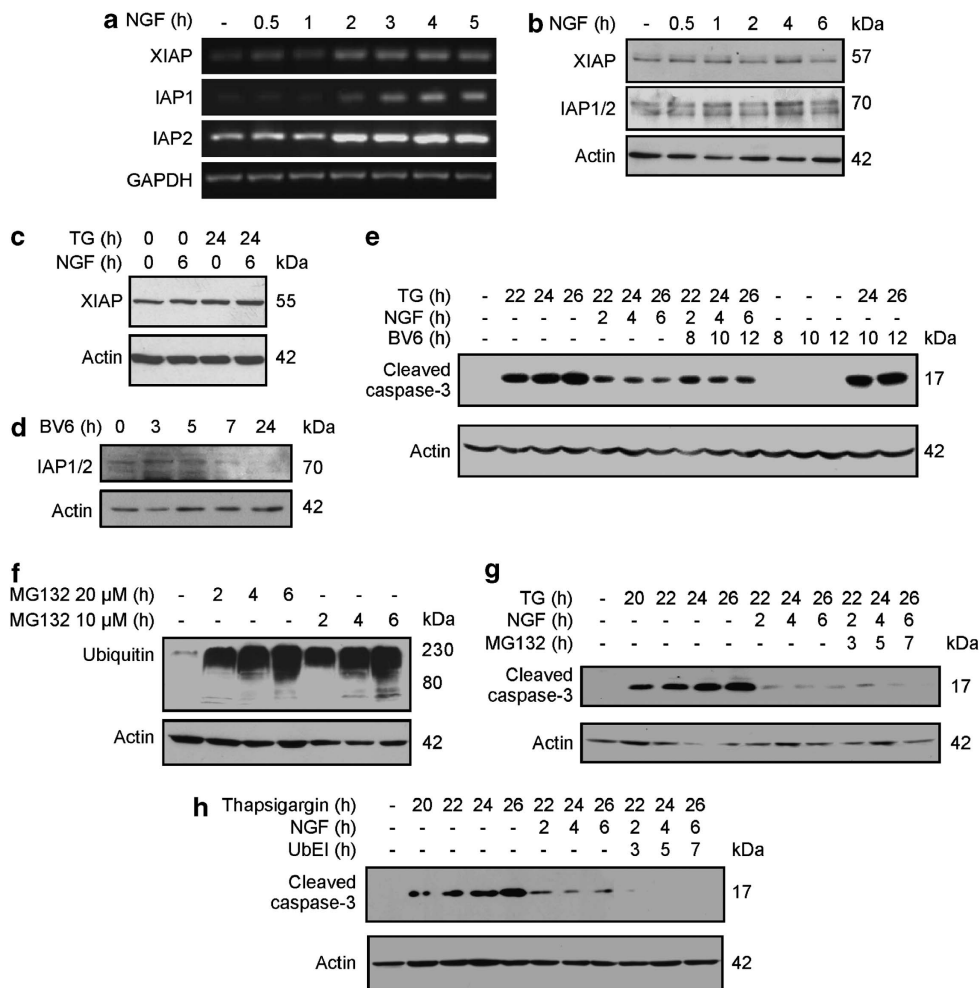 a NGF (h) - 0.5 1 2 3 4 5
XIAP
IAP1
IAP2
GAPDH
b NGF (h) - 0.5 1 2 4 6 kDa
XIAP 57
IAP1/2 70
Actin 42
c TG (h) 0 0 24 24
NGF (h) 0 6 0 6 kDa
XIAP 55
Actin 42
d BV6 (h) 0 3 5 7 24 kDa
IAP1/2 70
Actin 42
e
TG (h) - 22 24 26 22 24 26 22 24 26 - - - 24 26
NGF (h) - - - - 2 4 6 2 4 6 - - - - -
BV6 (h) - - - - - - - 8 10 12 8 10 12 10 12 kDa
Cleaved
caspase-3 17
Actin 42
f
MG132 20 µM (h) - 2 4 6 - - -
MG132 10 µM (h) - - - - 2 4 6 kDa
Ubiquitin 230
80
Actin 42
g
TG (h) - 20 22 24 26 22 24 26 22 24 26
NGF (h) - - - - - 2 4 6 2 4 6
MG132 (h) - - - - - - - - 3 5 7 kDa
Cleaved
caspase-3 17
Actin 42
h Thapsigargin (h) - 20 22 24 26 22 24 26 22 24 26
NGF (h) - - - - - 2 4 6 2 4 6
UbEI (h) - - - - - - - - 3 5 7 kDa
Cleaved
caspase-3 17
Actin 42